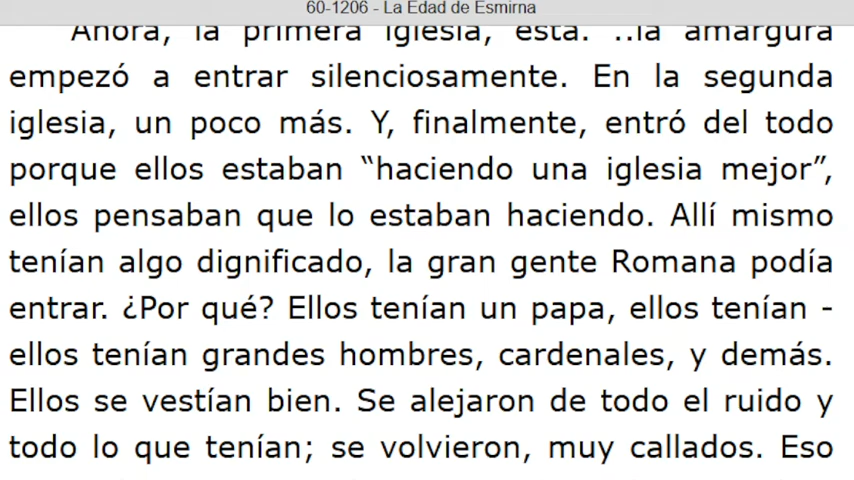 60-1206 - La Edad de Esmirna
Ahora, la primera iglesia, esta. ..la amargura
empezó a entrar silenciosamente. En la segunda
iglesia, un poco más. Y, finalmente, entró del todo
porque ellos estaban “haciendo una iglesia mejor”,
ellos pensaban que lo estaban haciendo. Allí mismo
tenían algo dignificado, la gran gente Romana podía
entrar. ¿Por qué? Ellos tenían un papa, ellos tenían -
ellos tenían grandes hombres, cardenales, y demás.
Ellos se vestían bien. Se alejaron de todo el ruido y
todo lo que tenían; se volvieron, muy callados. Eso